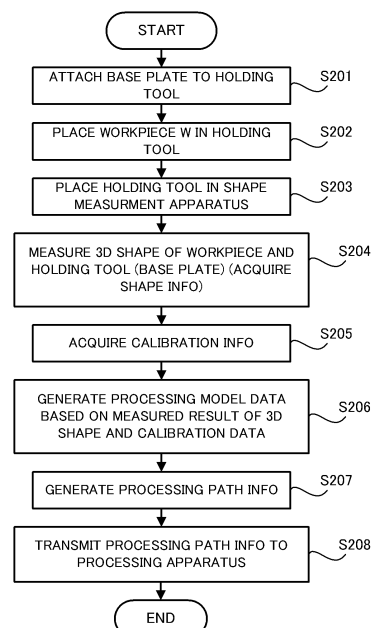 START
ATTACH BASE PLATE TO HOLDING
TOOL
S201
PLACE WORKPIECE W IN HOLDING
TOOL
S202
PLACE HOLDING TOOL IN SHAPE
MEASURMENT APPARATUS
S203
MEASURE 3D SHAPE OF WORKPIECE AND
HOLDING TOOL (BASE PLATE) (ACQUIRE
SHAPE INFO)
S204
ACQUIRE CALIBRATION INFO
S205
GENERATE PROCESSING MODEL DATA
BASED ON MEASURED RESULT OF 3D
SHAPE AND CALIBRATION DATA
S206
GENERATE PROCESSING PATH INFO
S207
TRANSMIT PROCESSING PATH INFO TO
PROCESSING APPARATUS
S208
END